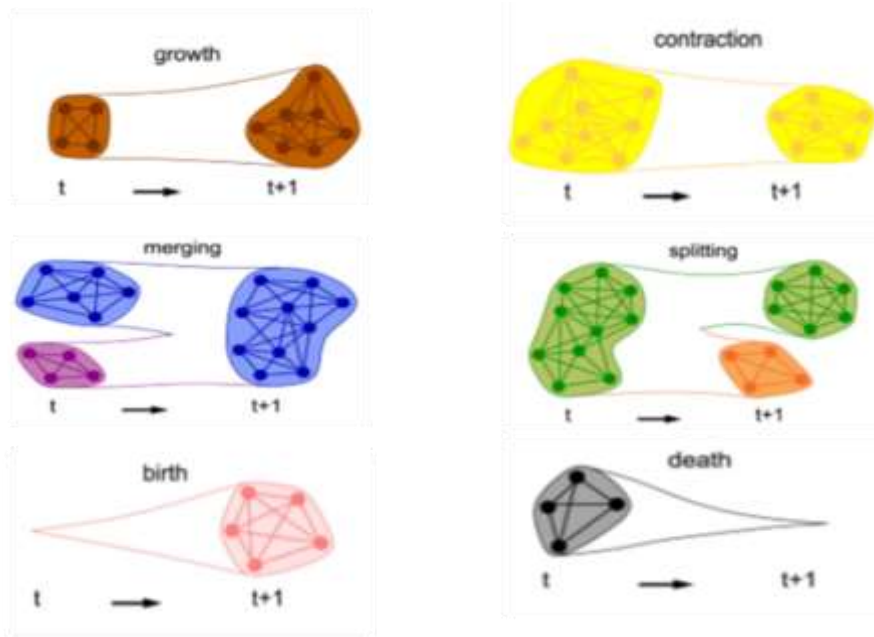 growth
t
t+1
contraction
t
t+1
merging
t
t+1
splitting
t
t+1
birth
t
t+1
death
t
t+1